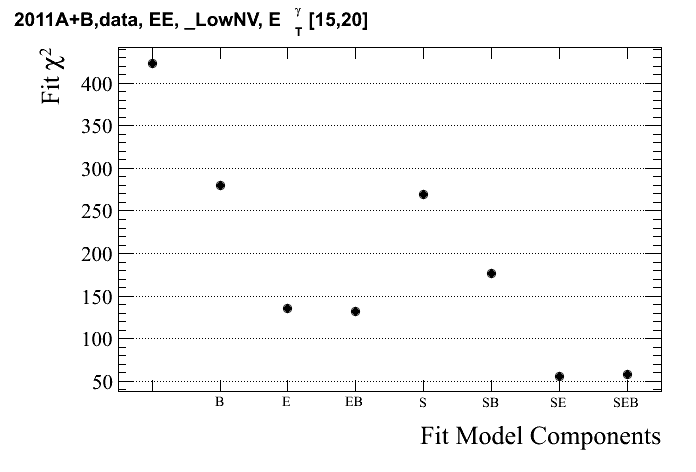 2011A+B,data, EE, _LowNV, E γ T [15,20]
Fit χ²
400
350
300
250
200
150
100
50
B E EB S SB SE SEB
Fit Model Components